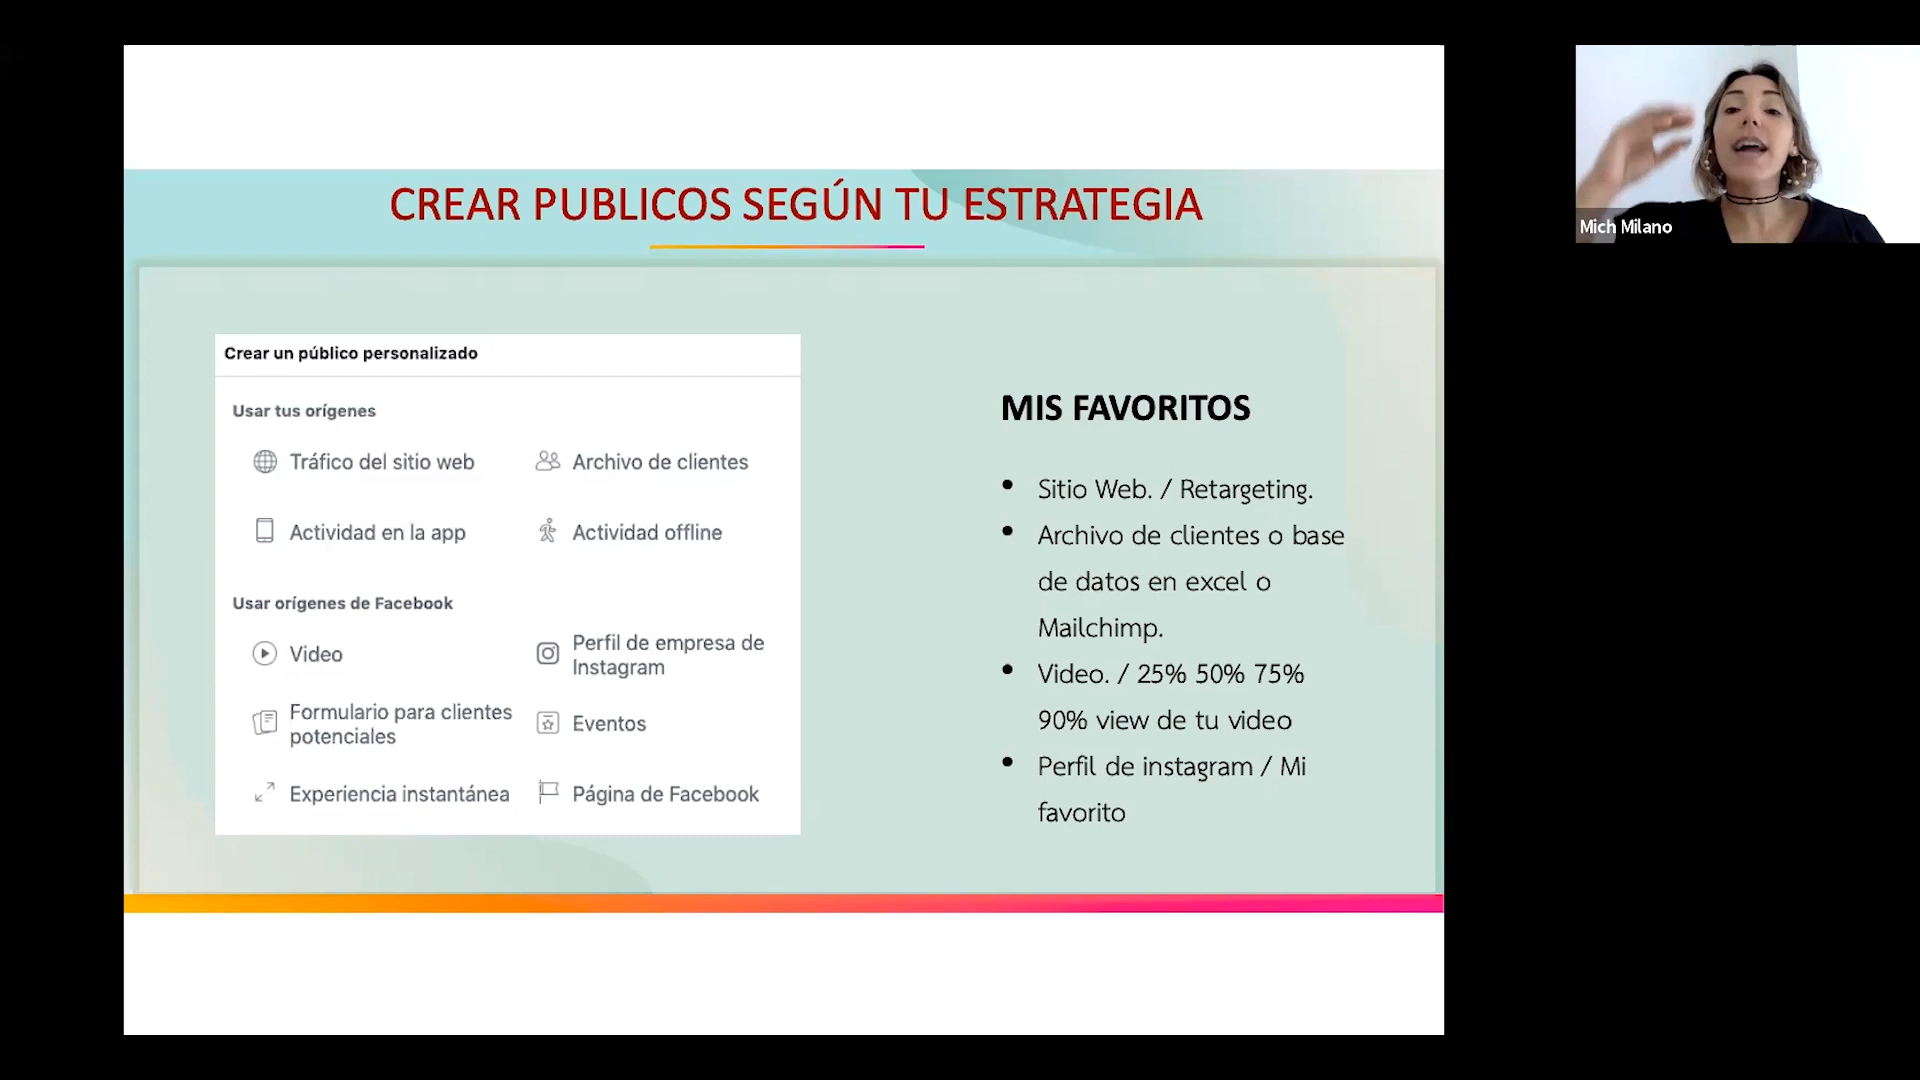 CREAR PUBLICOS SEGÚN TU ESTRATEGIA
Crear un público personalizado
Usar tus orígenes
Tráfico del sitio web
Archivo de clientes
Actividad en la app
Actividad offline
Usar orígenes de Facebook
Video
Perfil de empresa de
Instagram
Formulario para clientes
potenciales
Eventos
Experiencia instantánea
Página de Facebook
MIS FAVORITOS
• Sitio Web. / Retargeting.
• Archivo de clientes o base
de datos en excel o
Mailchimp.
• Video. / 25% 50% 75%
90% view de tu video
• Perfil de instagram / Mi
favorito
Mich Milano